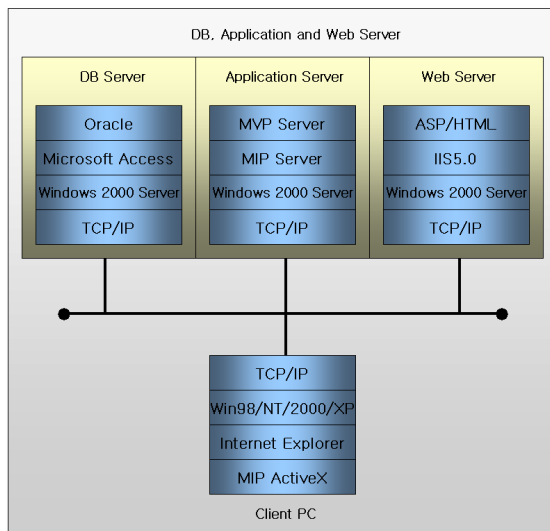 DB, Application and Web Server
DB Server
Oracle
Microsoft Access
Windows 2000 Server
TCP/IP
Application Server
MVP Server
MIP Server
Windows 2000 Server
TCP/IP
Web Server
ASP/HTML
IIS5.0
Windows 2000 Server
TCP/IP
TCP/IP
Win98/NT/2000/XP
Internet Explorer
MIP ActiveX
Client PC